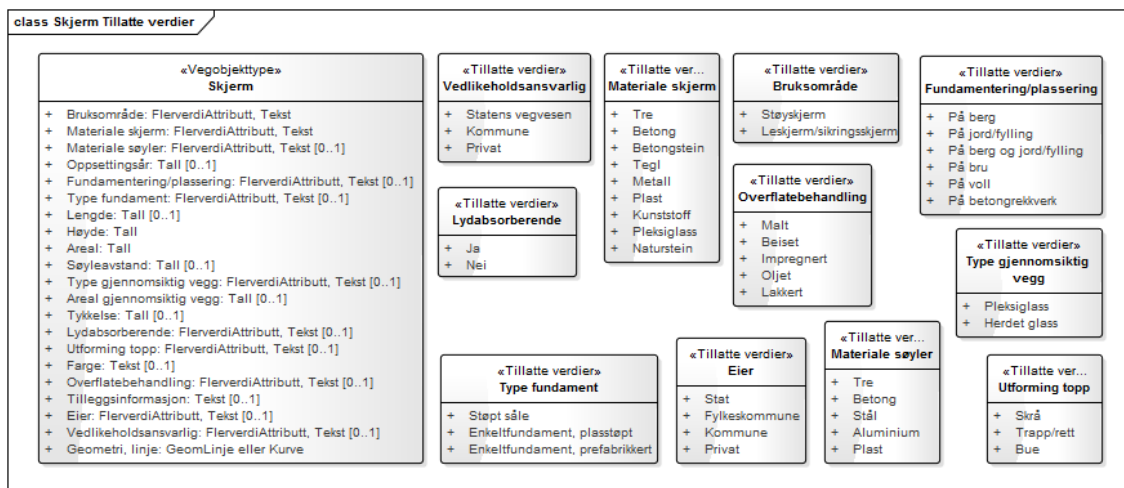 class Skjerm Tillatte verdier
«Vegobjekttype»
Skjerm
+ Bruksområde: FlerverdiAttributt, Tekst
+ Materiale skjerm: FlerverdiAttributt, Tekst
+ Materiale søyler: FlerverdiAttributt, Tekst [0..1]
+ Oppsettingsår: Tall [0..1]
+ Fundamentering/plassering: FlerverdiAttributt, Tekst [0..1]
+ Type fundament: FlerverdiAttributt, Tekst [0..1]
+ Lengde: Tall [0..1]
+ Høyde: Tall
+ Areal: Tall
+ Søyleavstand: Tall [0..1]
+ Type gjennomsiktig vegg: FlerverdiAttributt, Tekst [0..1]
+ Areal gjennomsiktig vegg: Tall [0..1]
+ Tykkelse: Tall [0..1]
+ Lydabsorberende: FlerverdiAttributt, Tekst [0..1]
+ Utforming topp: FlerverdiAttributt, Tekst [0..1]
+ Farge: Tekst [0..1]
+ Overflatebehandling: FlerverdiAttributt, Tekst [0..1]
+ Tilleggsinformasjon: Tekst [0..1]
+ Eier: FlerverdiAttributt, Tekst [0..1]
+ Vedlikeholdsansvarlig: FlerverdiAttributt, Tekst [0..1]
+ Geometri, linje: GeomLinje eller Kurve
«Tillatte verdier»
Vedlikeholdsansvarlig
+ Statens vegvesen
+ Kommune
+ Privat
«Tillatte ver...
Materiale skjerm
+ Tre
+ Betong
+ Betongstein
+ Tegl
+ Metall
+ Plast
+ Kunststoff
+ Pleksiglass
+ Naturstein
«Tillatte verdier»
Bruksområde
+ Støyskjerm
+ Leskjerm/sikringsskjerm
«Tillatte verdier»
Fundamentering/plassering
+ På berg
+ På jord/fylling
+ På berg og jord/fylling
+ På bru
+ På voll
+ På betongrekkverk
«Tillatte verdier»
Lydabsorberende
+ Ja
+ Nei
«Tillatte verdier»
Overflatebehandling
+ Malt
+ Beiset
+ Impregnert
+ Oljet
+ Lakkert
«Tillatte verdier»
Type gjennomsiktig
vegg
+ Pleksiglass
+ Herdet glass
«Tillatte verdier»
Type fundament
+ Støpt såle
+ Enkeltfundament, plasstøpt
+ Enkeltfundament, prefabrikkert
«Tillatte verdier»
Eier
+ Stat
+ Fylkeskommune
+ Kommune
+ Privat
«Tillatte ver...
Materiale søyler
+ Tre
+ Betong
+ Stål
+ Aluminium
+ Plast
«Tillatte ver...
Utforming topp
+ Skrå
+ Trapp/rett
+ Bue